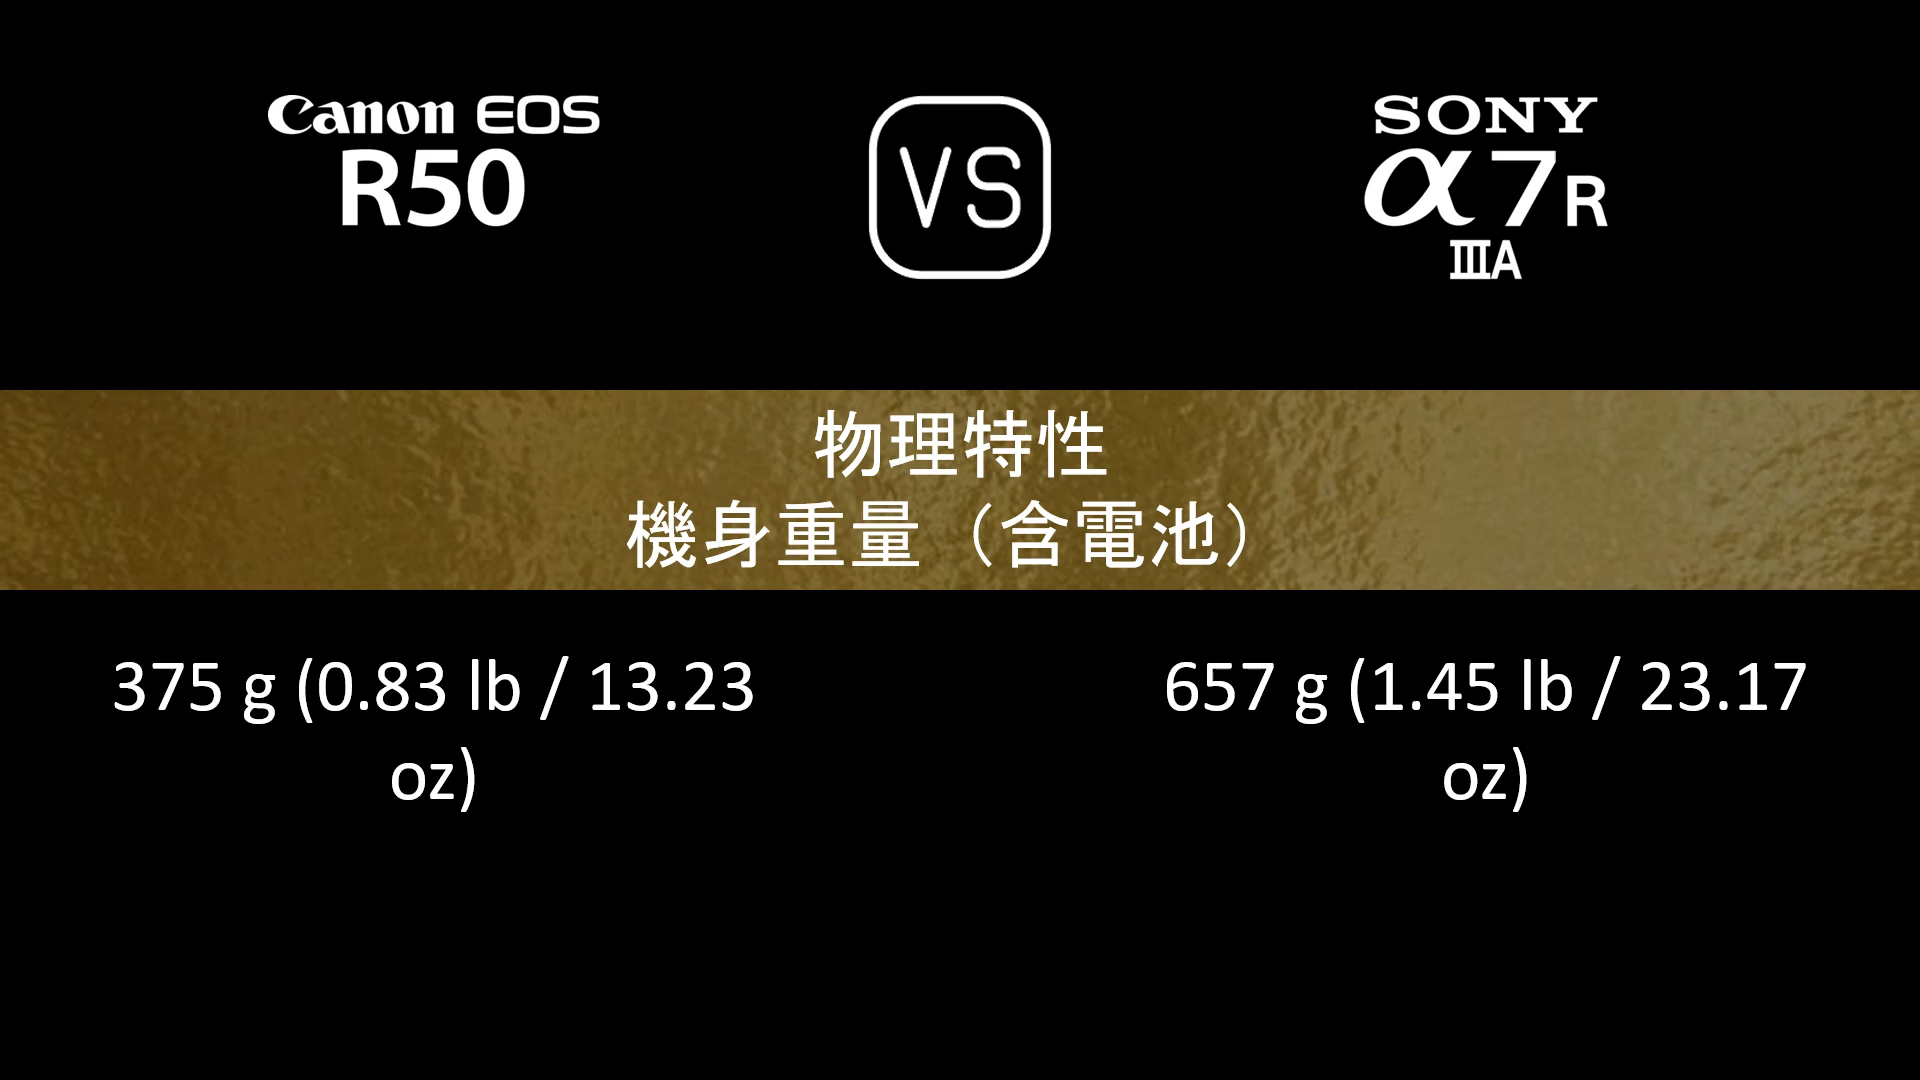 Canon EOS
R50
VS
SONY
α7R
IIIA
物理特性
機身重量（含電池）
375 g (0.83 lb / 13.23
oz)
657 g (1.45 lb / 23.17
oz)